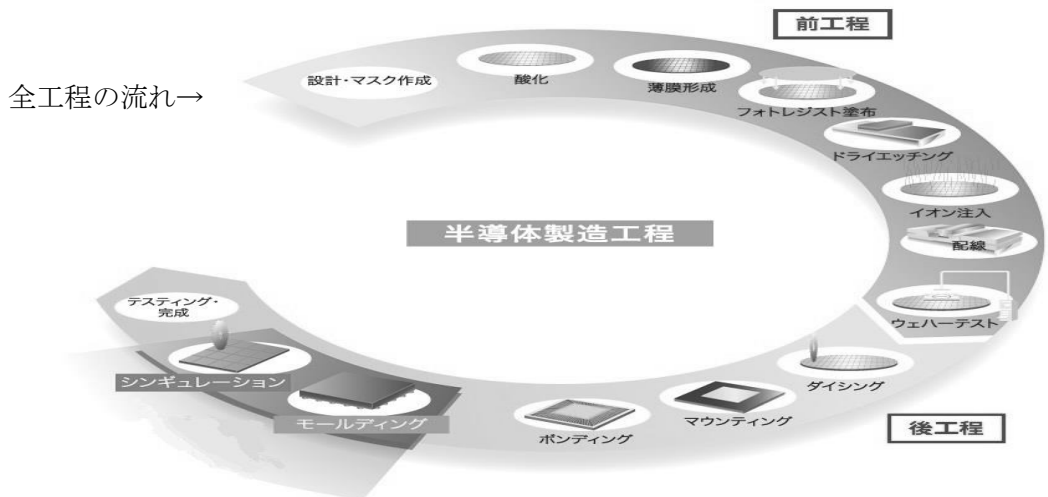 前工程
全工程の流れ→
設計・マスク作成
酸化
薄膜形成
フォトレジスト塗布
ドライエッチング
イオン注入
配線
ウェハーテスト
半導体製造工程
ダイシング
マウンティング
ボンディング
モールディング
シンギュレーション
テスティング・
完成
後工程